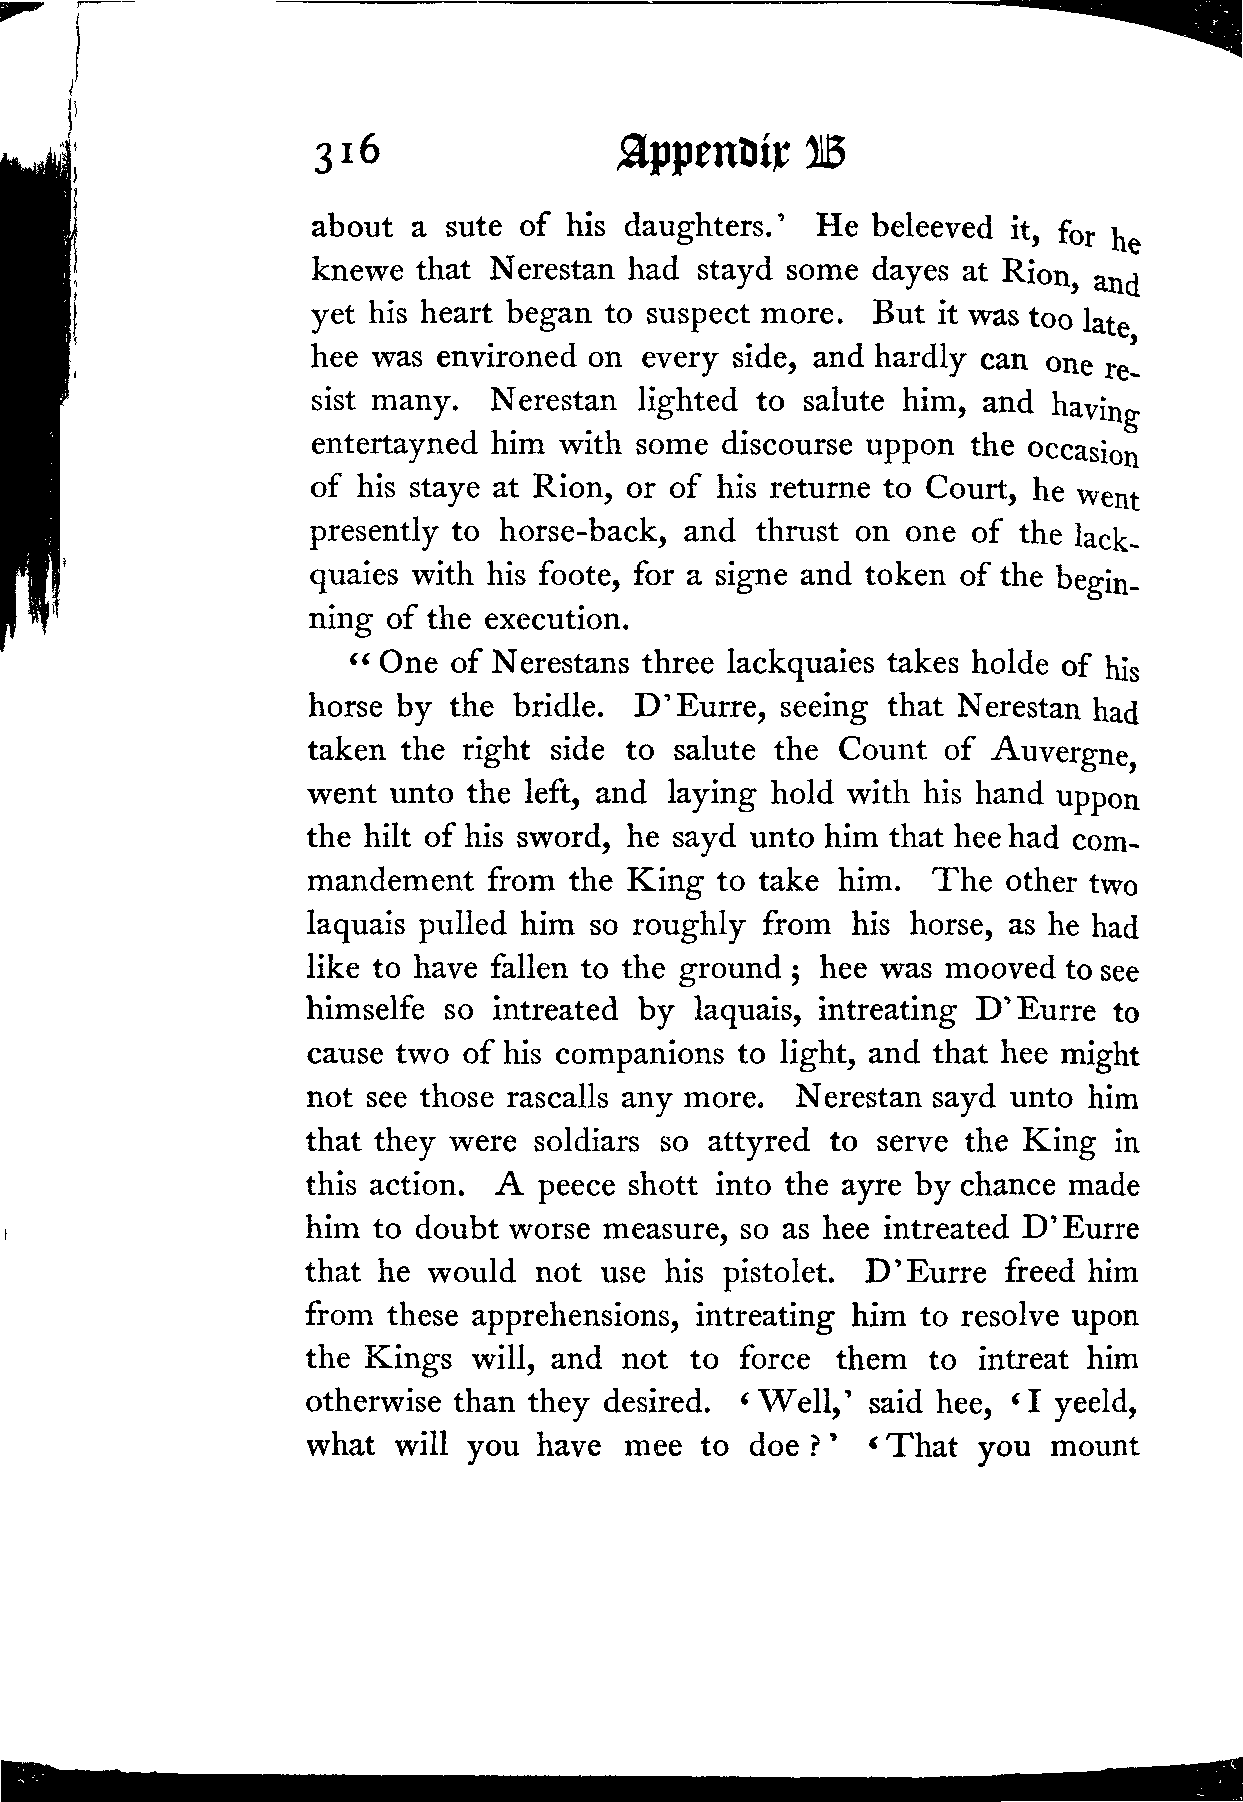 316 Appendix B
about a sute of his daughters.' He beleeved it, for he
knewe that Nerestan had stayd some dayes at Rion, and
yet his heart began to suspect more. But it was too late,
hee was environed on every side, and hardly can one re-
sist many. Nerestan lighted to salute him, and having
entertayned him with some discourse uppon the occasion
of his staye at Rion, or of his returne to Court, he went
presently to horse-back, and thrust on one of the lack-
quaies with his foote, for a signe and token of the begin-
ning of the execution.
“One of Nerestans three lackquaies takes holde of his
horse by the bridle. D'Eurre, seeing that Nerestan had
taken the right side to salute the Count of Auvergne,
went unto the left, and laying hold with his hand uppon
the hilt of his sword, he sayd unto him that hee had com-
mandement from the King to take him. The other two
laquais pulled him so roughly from his horse, as he had
like to have fallen to the ground; hee was mooved to see
himselfe so intreated by laquais, intreating D'Eurre to
cause two of his companions to light, and that hee might
not see those rascalls any more. Nerestan sayd unto him
that they were soldiars so attyred to serve the King in
this action. A peece shott into the ayre by chance made
him to doubt worse measure, so as hee intreated D'Eurre
that he would not use his pistolet. D'Eurre freed him
from these apprehensions, intreating him to resolve upon
the Kings will, and not to force them to intreat him
otherwise than they desired. ‘Well,’ said hee, ‘I yeeld,
what will you have mee to doe?’ ‘That you mount